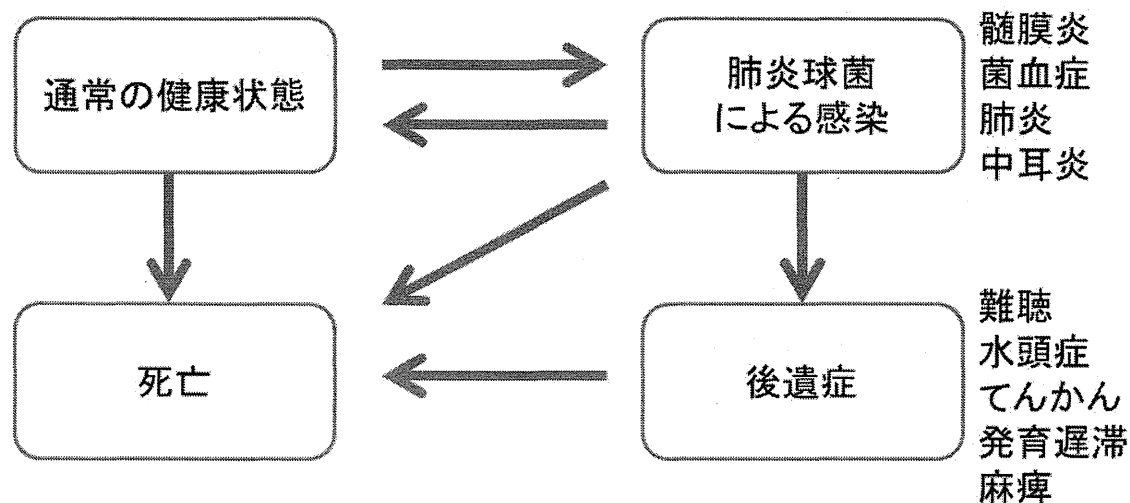 通常の健康状態
肺炎球菌
による感染
髄膜炎
菌血症
肺炎
中耳炎
死亡
後遺症
難聴
水頭症
てんかん
発育遅滞
麻痺